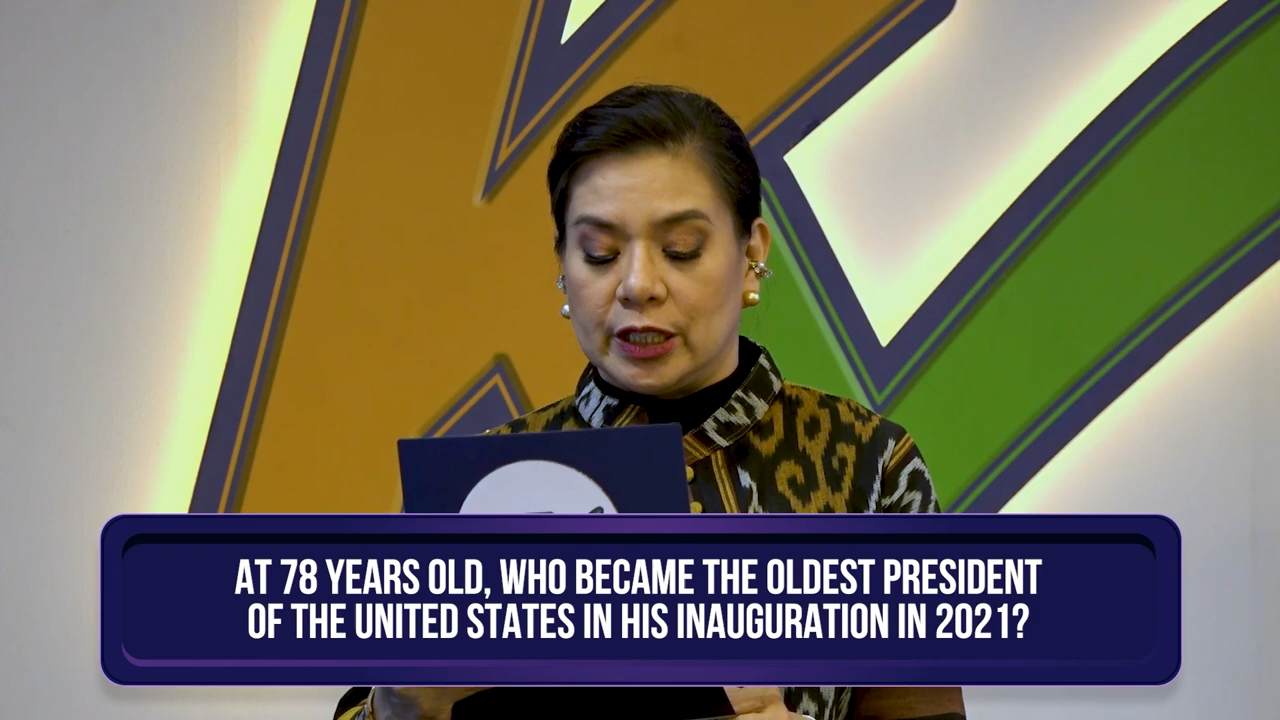 AT 78 YEARS OLD, WHO BECAME THE OLDEST PRESIDENT
OF THE UNITED STATES IN HIS INAUGURATION IN 2021?